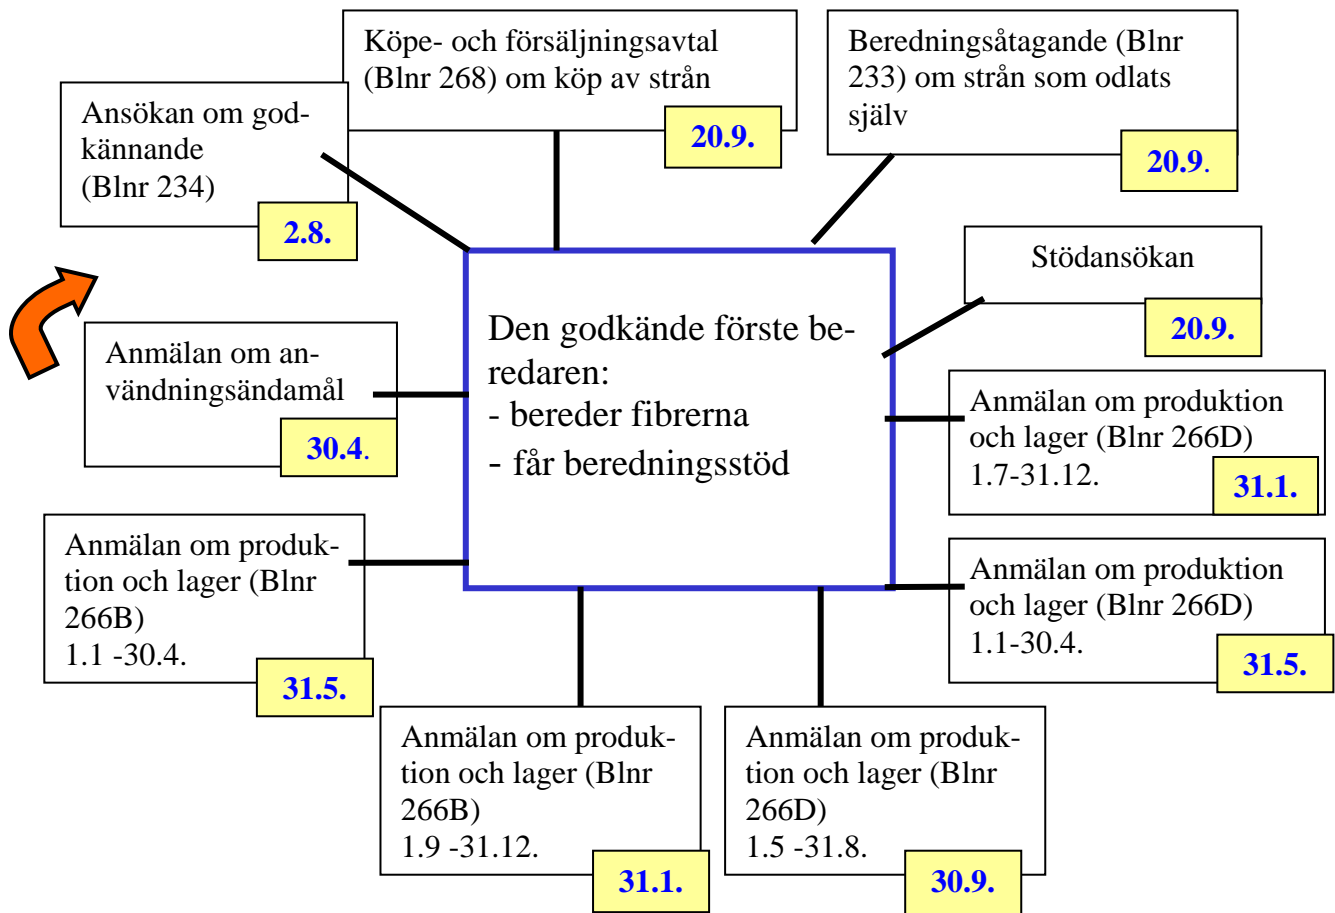 Köpe- och försäljningsavtal
(Blnr 268) om köp av strån
20.9.
Beredningsåtagande (Blnr
233) om strån som odlats
själv
20.9.
Ansökan om god-
kännande
(Blnr 234)
2.8.
Stödansökan
20.9.
Den godkände förste be-
redaren:
- bereder fibrerna
- får beredningsstöd
Anmälan om an-
vändningsändamål
30.4.
Anmälan om produktion
och lager (Blnr 266D)
1.7-31.12.
31.1.
Anmälan om produk-
tion och lager (Blnr
266B)
1.1 -30.4.
31.5.
Anmälan om produktion
och lager (Blnr 266D)
1.1-30.4.
31.5.
Anmälan om produk-
tion och lager (Blnr
266B)
1.9 -31.12.
31.1.
Anmälan om produk-
tion och lager (Blnr
266D)
1.5 -31.8.
30.9.